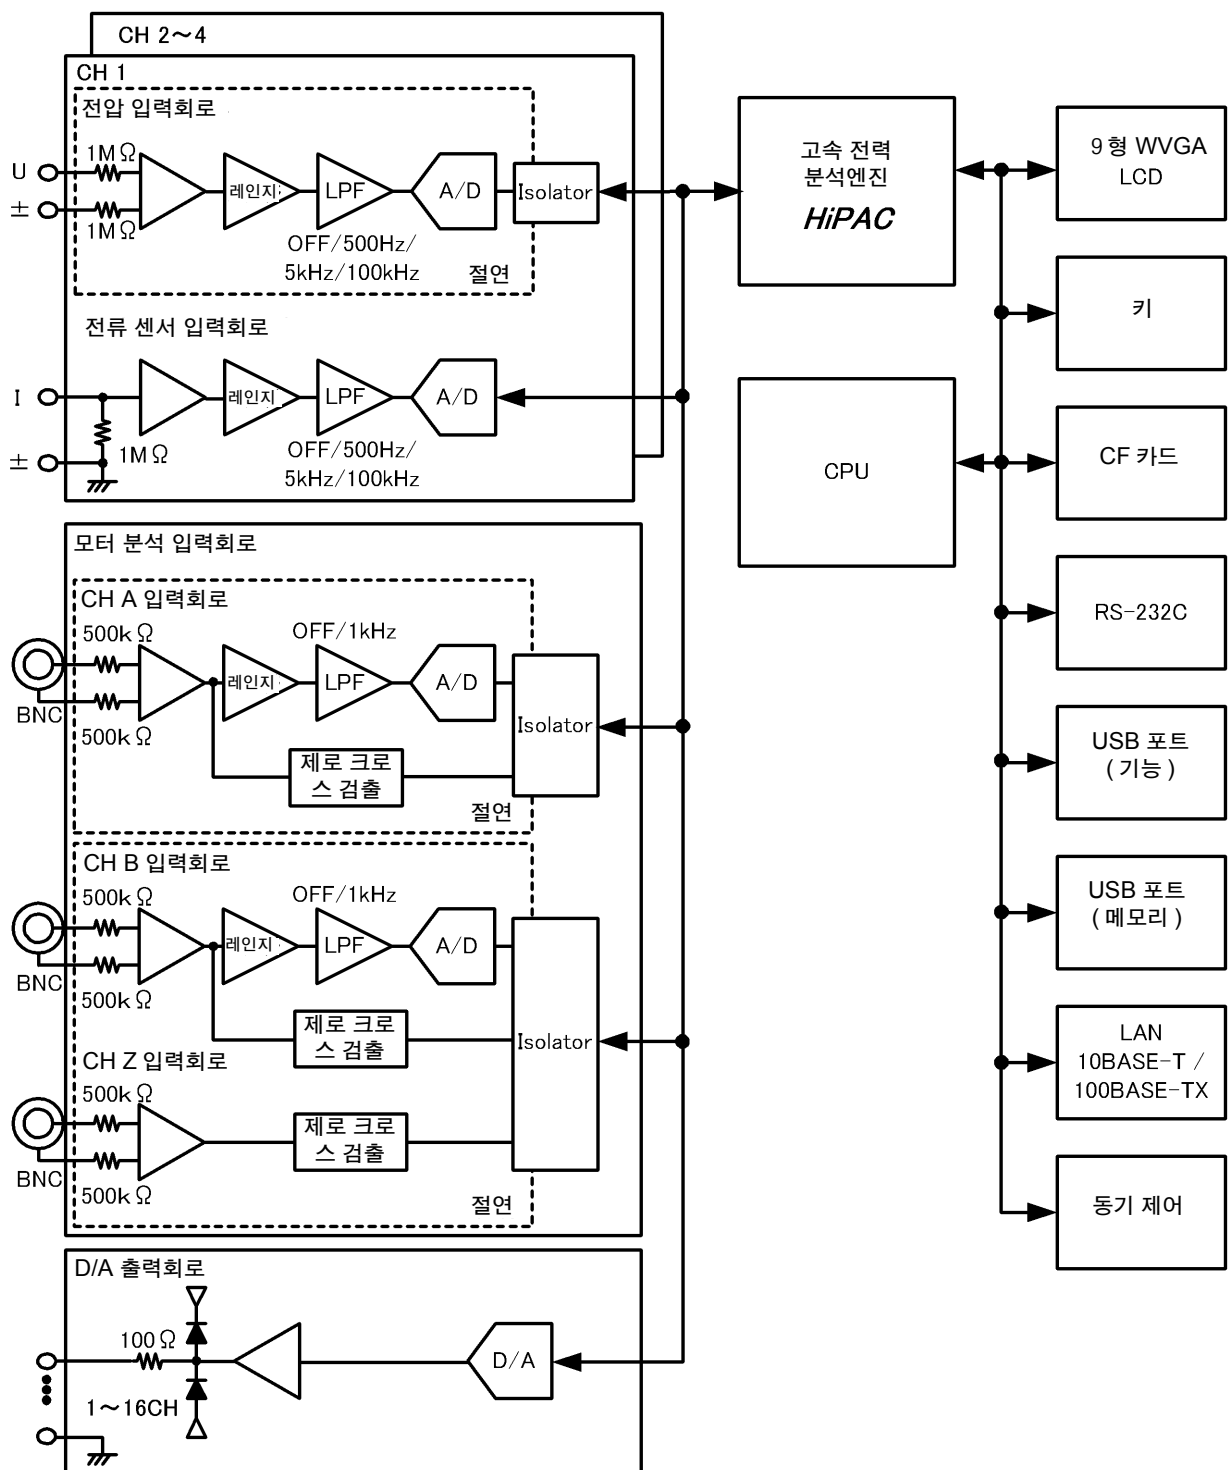 CH 2～4
CH 1
전압 입력회로
U
1MΩ
±
1MΩ
레인지
LPF
A/D
Isolator
OFF/500Hz/
5kHz/100kHz
절연
전류 센서 입력회로
I
레인지
LPF
A/D
±
1MΩ
OFF/500Hz/
5kHz/100kHz
모터 분석 입력회로
CH A 입력회로
500kΩ
OFF/1kHz
BNC
500kΩ
레인지
LPF
A/D
Isolator
제로 크로
스 검출
절연
CH B 입력회로
500kΩ
OFF/1kHz
BNC
500kΩ
레인지
LPF
A/D
제로 크로
스 검출
Isolator
CH Z 입력회로
500kΩ
BNC
500kΩ
제로 크로
스 검출
절연
D/A 출력회로
100Ω
1～16CH
D/A
고속 전력
분석엔진
HiPAC
CPU
9형 WVGA
LCD
키
CF 카드
RS-232C
USB 포트
( 기능 )
USB 포트
( 메모리 )
LAN
10BASE-T /
100BASE-TX
동기 제어